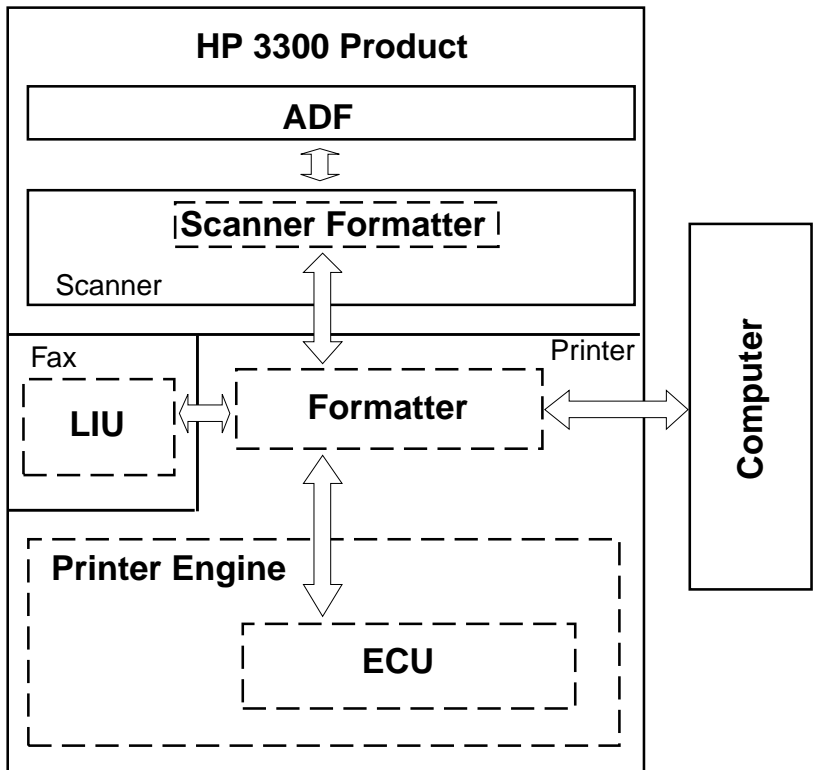 HP 3300 Product
ADF
Scanner Formatter
Scanner
Fax
Printer
LIU
Formatter
Computer
Printer Engine
ECU